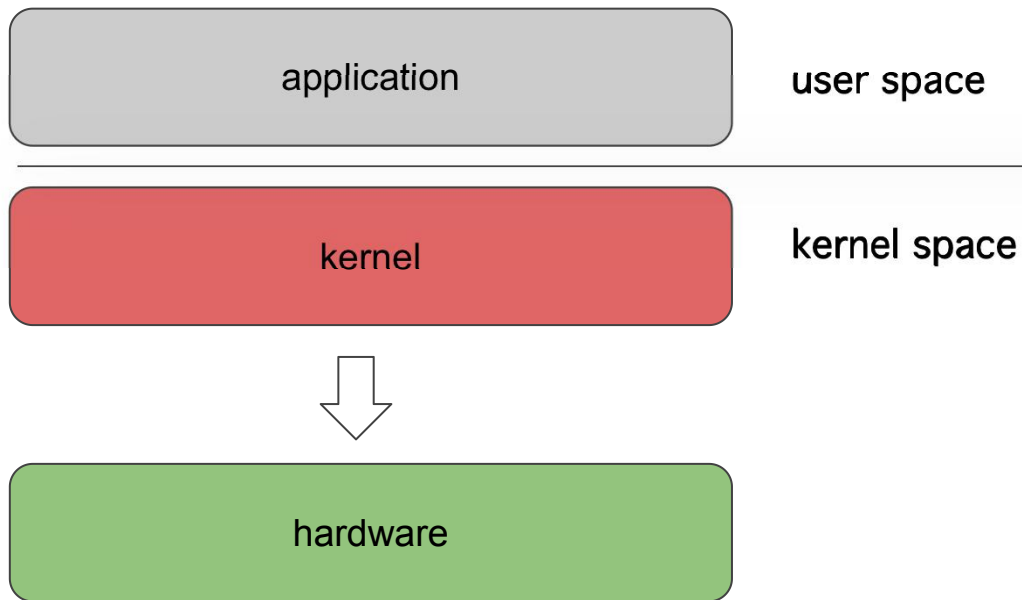 application
user space
kernel
kernel space
hardware